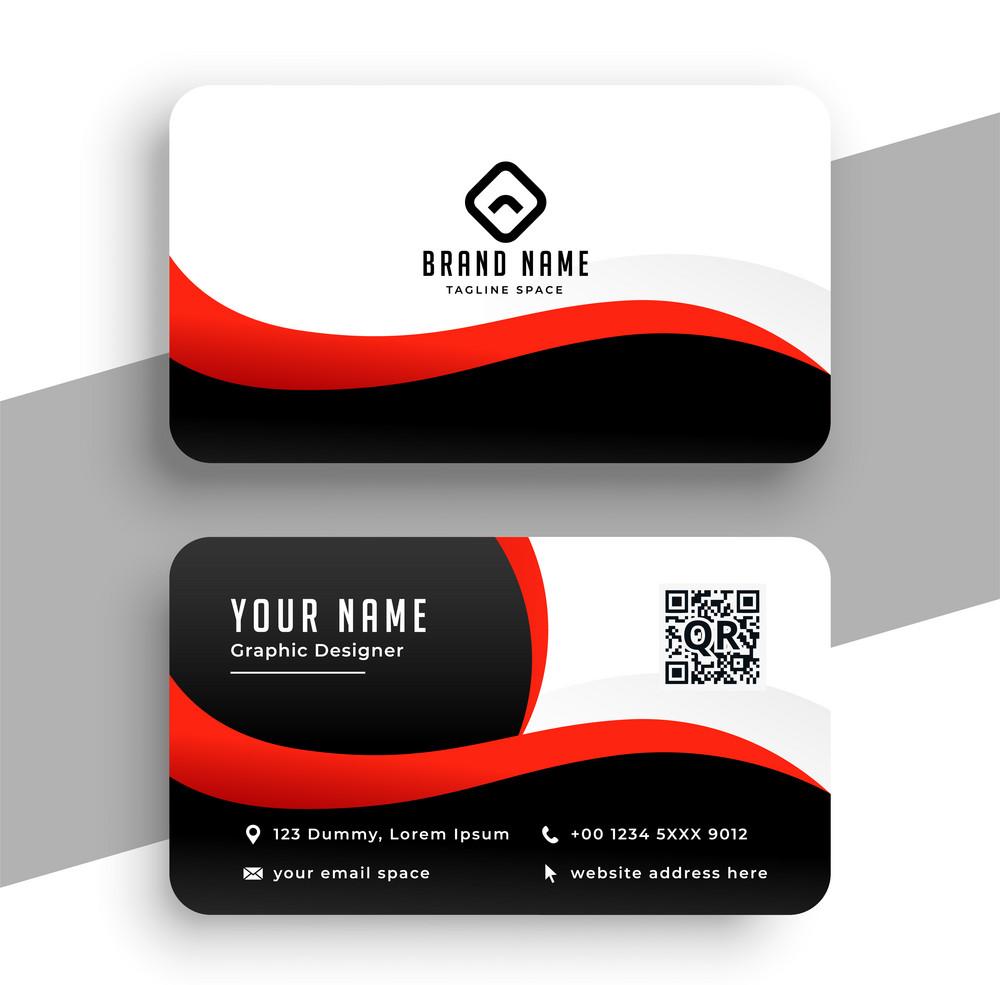 BRAND NAME
TAGLINE SPACE
YOUR NAME
Graphic Designer
QR
123 Dummy, Lorem Ipsum
+00 1234 5XXX 9012
your email space
website address here